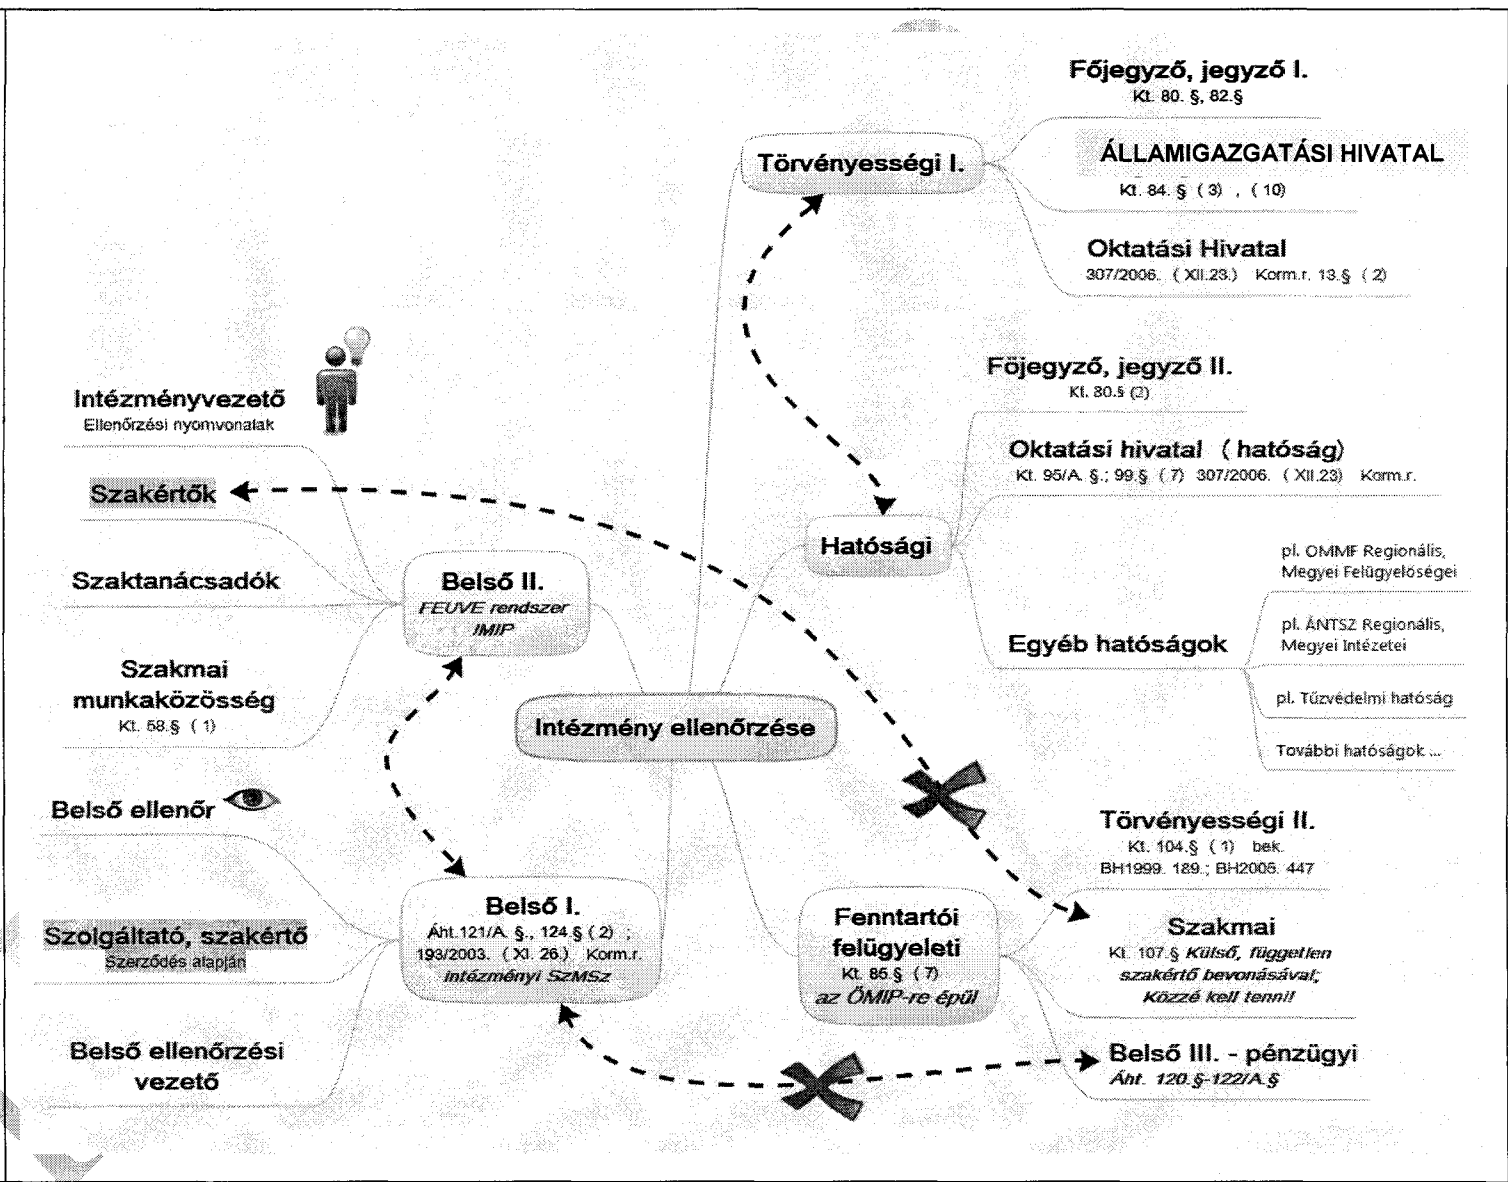 Főjegyző, jegyző I.
Kt. 80. §, 82.§
Törvényességi I.
ÁLLAMIGAZGATÁSI HIVATAL
Kt. 84. § ( 3) , ( 10)
Oktatási Hivatal
307/2006. ( XII.23.) Korm.r. 13.§ ( 2)
Intézményvezető
Ellenőrzési nyomvonalak
Szakértők
Szaktanácsadók
Szakmai
munkaközösség
Kt. 58.§ ( 1)
Belső II.
FEUVE rendszer
IMIP
Főjegyző, jegyző II.
Kt. 80.§ (2)
Oktatási hivatal ( hatóság)
Kt. 95/A. §.; 99.§ ( 7) 307/2006. ( XII.23) Korm.r.
Hatósági
Egyéb hatóságok
pl. OMMF Regionális,
Megyei Felügyelőségei
pl. ÁNTSZ Regionális,
Megyei Intézetei
pl. Tűzvédelmi hatóság
További hatóságok ...
Intézmény ellenőrzése
Belső ellenőr
Szolgáltató, szakértő
Szerződés alapján
Belső ellenőrzési
vezető
Belső I.
Áht.121/A. §., 124.§ ( 2) ;
193/2003. ( XI. 26.) Korm.r.
intézményi SzMSz
Fenntartói
felügyeleti
Kt. 85.§ ( 7)
az ÖMIP-re épül
Törvényességi II.
Kt. 104.§ ( 1) bek.
BH1999. 189.; BH2005. 447
Szakmai
Kt. 107.§ Külső, független
szakértő bevonásával;
Közzé kell tenni!
Belső III. - pénzügyi
Áht. 120.§-122/A.§